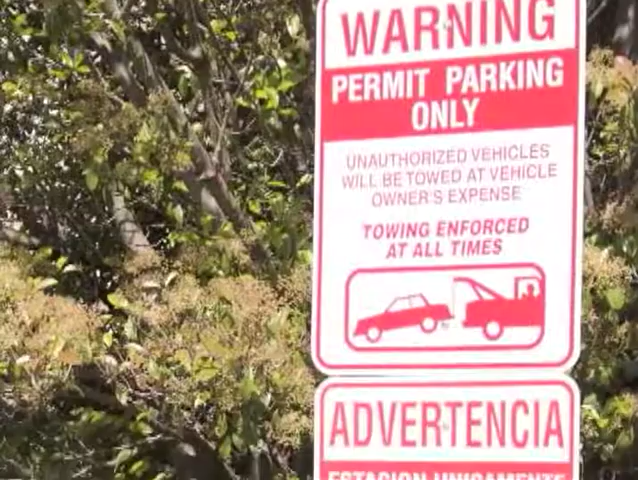 WARNING
PERMIT PARKING
ONLY
UNAUTHORIZED VEHICLES
WILL BE TOWED AT VEHICLE
OWNER'S EXPENSE
TOWING ENFORCED
AT ALL TIMES
ADVERTENCIA
ESTACION UNICAMENTE